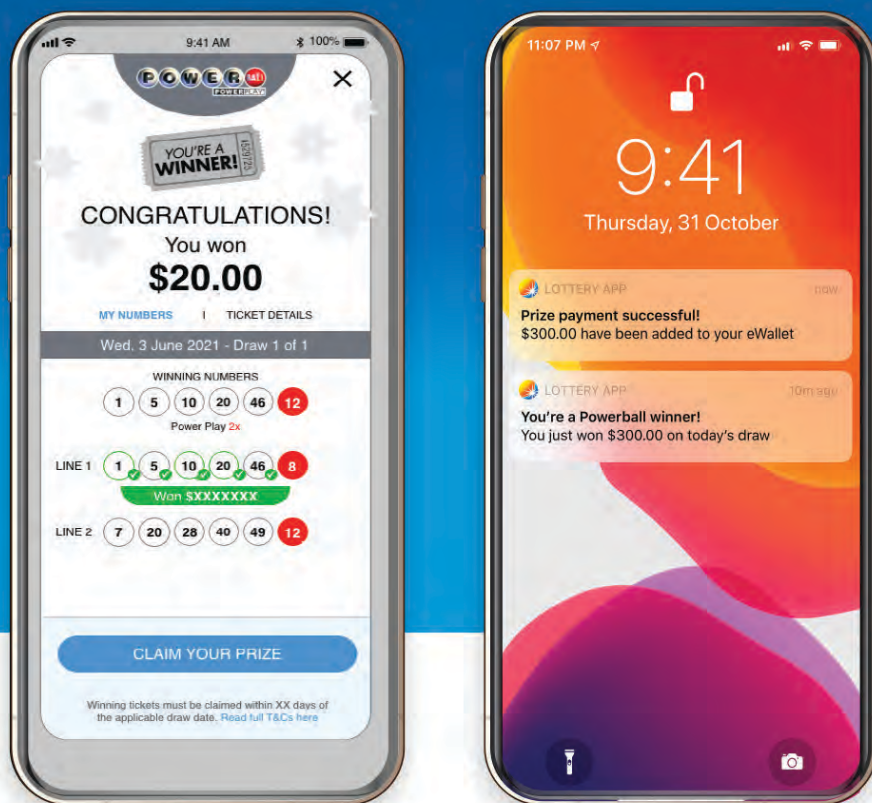 9:41 AM
100%
POWERBALL
POWERPLAY
YOU'RE A
WINNER!
CONGRATULATIONS!
You won
$20.00
MY NUMBERS | TICKET DETAILS
Wed. 3 June 2021 - Draw 1 of 1
WINNING NUMBERS
1 5 10 20 46 12
Power Play 2x
LINE 1 1 5 10 20 46 8
Won $XXXXXXX
LINE 2 7 20 28 40 49 12
CLAIM YOUR PRIZE
Winning tickets must be claimed within XX days of
the applicable draw date. Read full T&Cs here
11:07 PM
9:41
Thursday, 31 October
LOTTERY APP now
Prize payment successful!
$300.00 have been added to your eWallet
LOTTERY APP 10m ago
You're a Powerball winner!
You just won $300.00 on today's draw